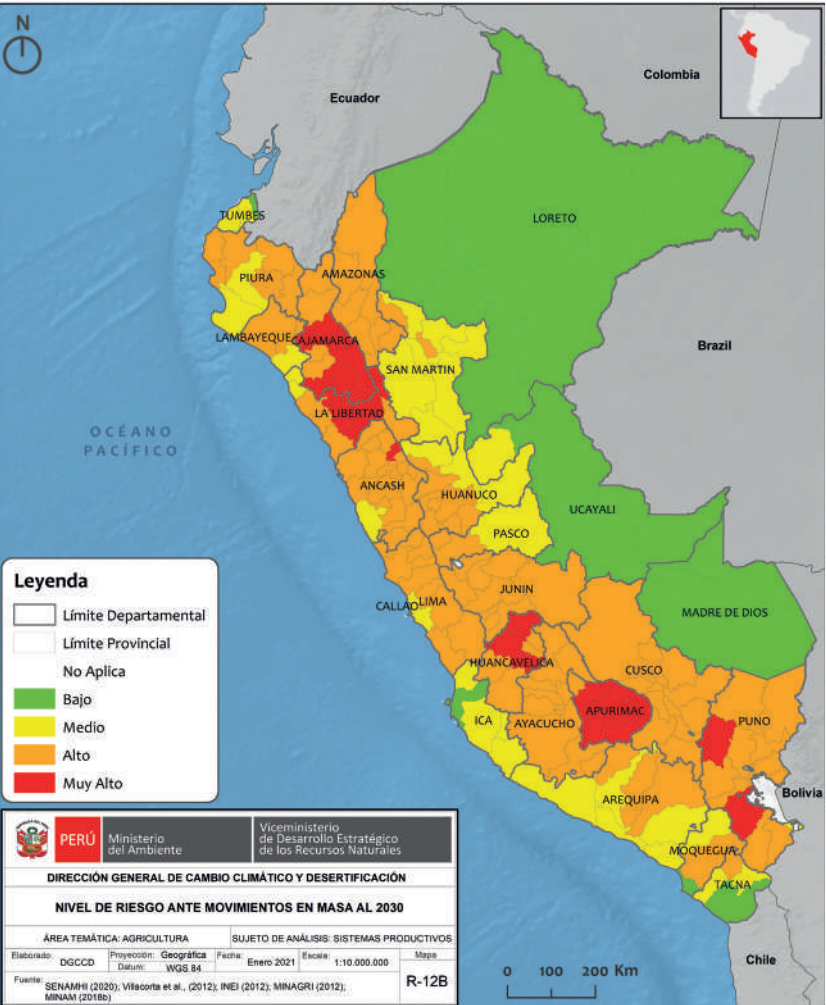 N
Colombia
Ecuador
LORETO
TUMBES
PIURA
AMAZONAS
LAMBAYEQUE
CAJAMARCA
SAN MARTIN
Brazil
LA LIBERTAD
OCÉANO
PACÍFICO
ANCASH
HUANUCO
UCAYALI
PASCO
JUNIN
CALLAO
LIMA
MADRE DE DIOS
HUANCAVELICA
CUSCO
ICA
AYACUCHO
APURIMAC
PUNO
Bolivia
AREQUIPA
MOQUEGUA
TACNA
Chile
Leyenda
Límite Departamental
Límite Provincial
No Aplica
Bajo
Medio
Alto
Muy Alto
PERÚ
Ministerio
del Ambiente
Viceministerio
de Desarrollo Estratégico
de los Recursos Naturales
DIRECCIÓN GENERAL DE CAMBIO CLIMÁTICO Y DESERTIFICACIÓN
NIVEL DE RIESGO ANTE MOVIMIENTOS EN MASA AL 2030
ÁREA TEMÁTICA: AGRICULTURA
SUJETO DE ANÁLISIS: SISTEMAS PRODUCTIVOS
Elaborado: DGCCD
Proyección: Geográfica
Datum: WGS 84
Fecha: Enero 2021
Escala: 1:10.000.000
Mapa
R-12B
Fuente: SENAMHI (2020); Villacorta et al., (2012); INEI (2012); MINAGRI (2012);
MINAM (2018b)
0 100 200 Km